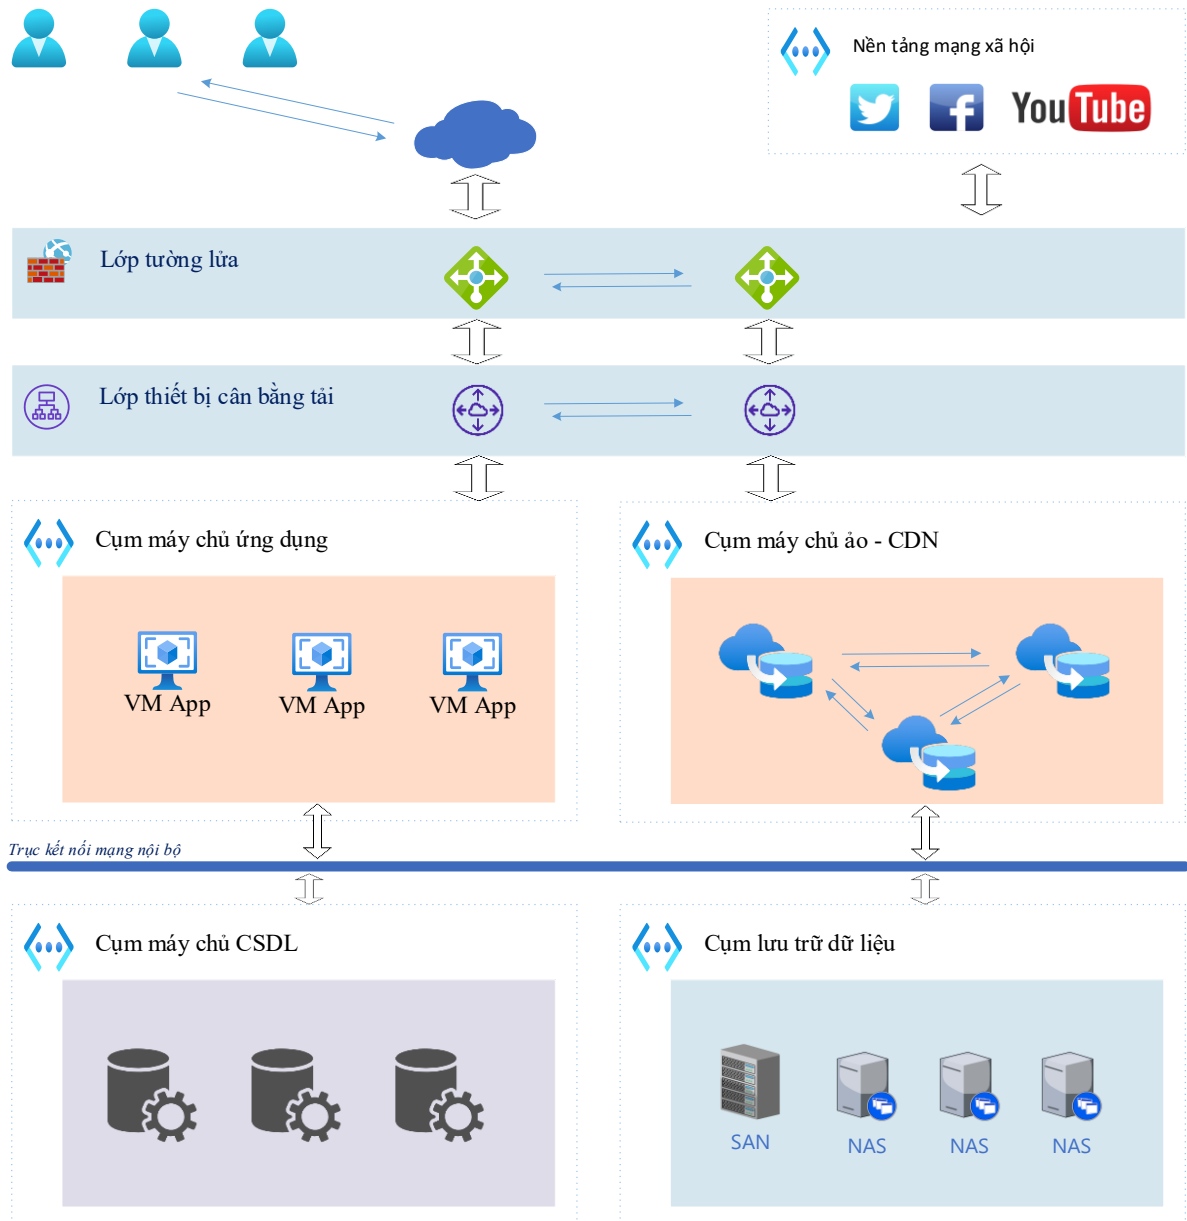 Nền tảng mạng xã hội
f
YouTube
Lớp tường lửa
Lớp thiết bị cân bằng tải
Cụm máy chủ ứng dụng
Cụm máy chủ ảo - CDN
VM App
VM App
VM App
Trục kết nối mạng nội bộ
Cụm máy chủ CSDL
Cụm lưu trữ dữ liệu
SAN
NAS
NAS
NAS